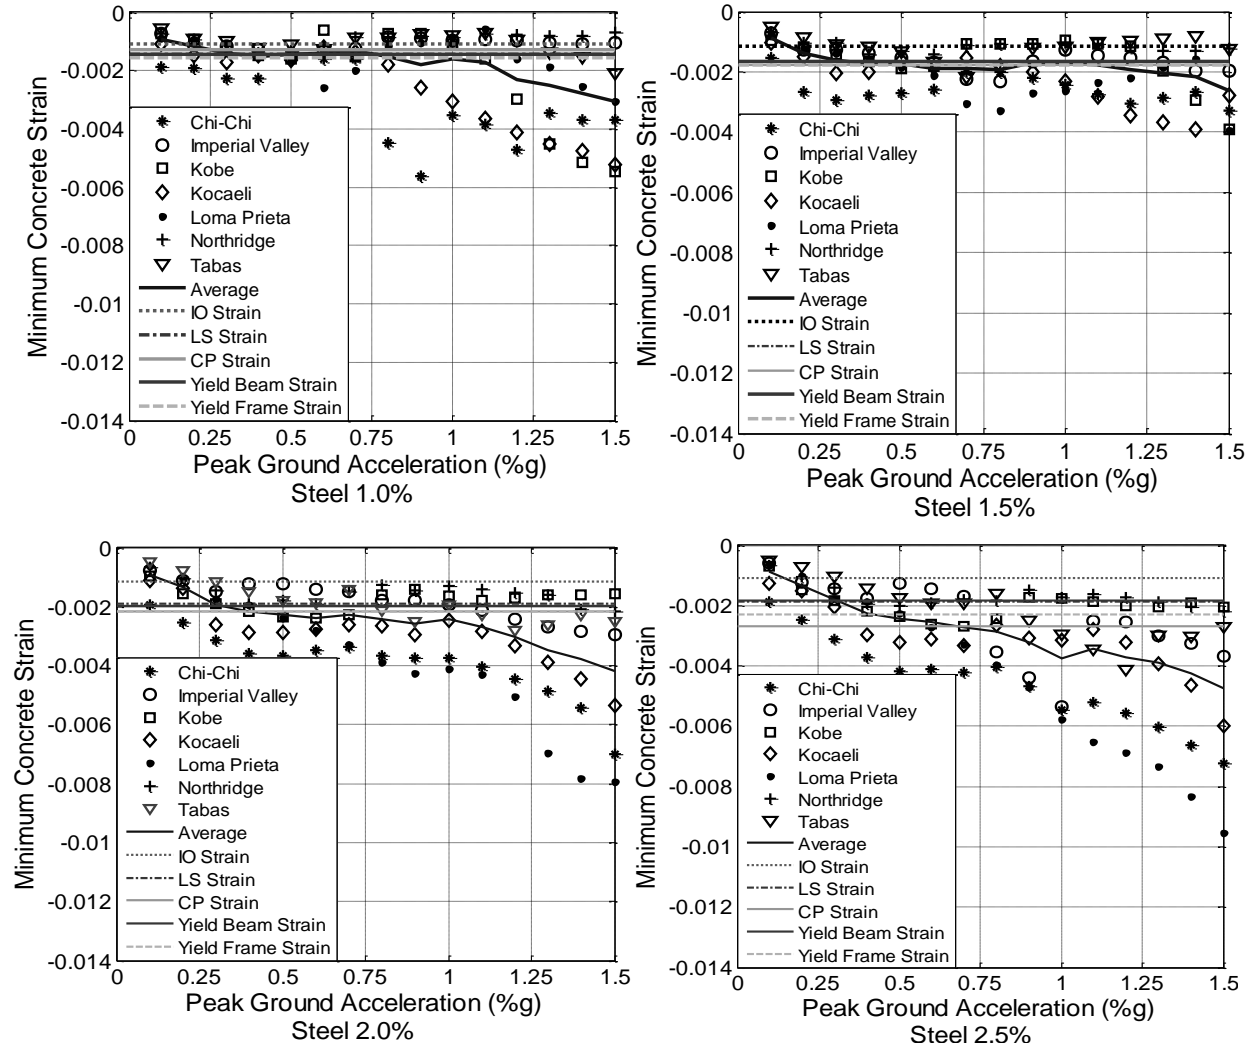 0
-0.002
-0.004
-0.006
-0.008
-0.01
-0.012
-0.014
Minimum Concrete Strain
Chi-Chi
Imperial Valley
Kobe
Kocaeli
Loma Prieta
Northridge
Tabas
Average
IO Strain
LS Strain
CP Strain
Yield Beam Strain
Yield Frame Strain
0 0.25 0.5 0.75 1 1.25 1.5
Peak Ground Acceleration (%g)
Steel 1.0%
0
-0.002
-0.004
-0.006
-0.008
-0.01
-0.012
-0.014
Minimum Concrete Strain
Chi-Chi
Imperial Valley
Kobe
Kocaeli
Loma Prieta
Northridge
Tabas
Average
IO Strain
LS Strain
CP Strain
Yield Beam Strain
Yield Frame Strain
0 0.25 0.5 0.75 1 1.25 1.5
Peak Ground Acceleration (%g)
Steel 1.5%
0
-0.002
-0.004
-0.006
-0.008
-0.01
-0.012
-0.014
Minimum Concrete Strain
Chi-Chi
Imperial Valley
Kobe
Kocaeli
Loma Prieta
Northridge
Tabas
Average
IO Strain
LS Strain
CP Strain
Yield Beam Strain
Yield Frame Strain
0 0.25 0.5 0.75 1 1.25 1.5
Peak Ground Acceleration (%g)
Steel 2.0%
0
-0.002
-0.004
-0.006
-0.008
-0.01
-0.012
-0.014
Minimum Concrete Strain
Chi-Chi
Imperial Valley
Kobe
Kocaeli
Loma Prieta
Northridge
Tabas
Average
IO Strain
LS Strain
CP Strain
Yield Beam Strain
Yield Frame Strain
0 0.25 0.5 0.75 1 1.25 1.5
Peak Ground Acceleration (%g)
Steel 2.5%